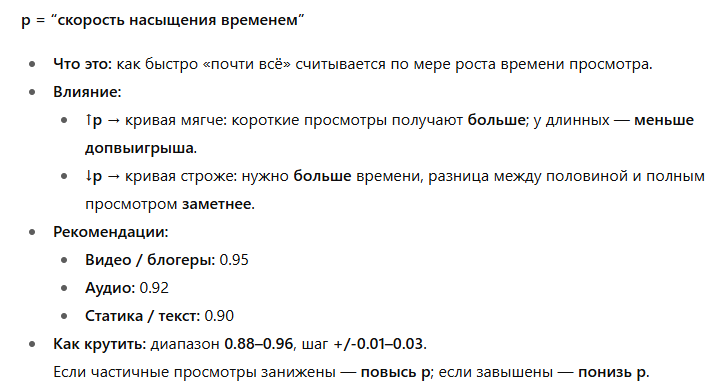 p = “скорость насыщения временем”
• Что это: как быстро «почти всё» считывается по мере роста времени просмотра.
• Влияние:
• ↑p → кривая мягче: короткие просмотры получают больше; у длинных — меньше
допвыигрыша.
• ↓p → кривая строже: нужно больше времени, разница между половиной и полным
просмотром заметнее.
• Рекомендации:
• Видео / блогеры: 0.95
• Аудио: 0.92
• Статика / текст: 0.90
• Как крутить: диапазон 0.88–0.96, шаг +/-0.01–0.03.
Если частичные просмотры занижены — повысь p; если завышены — понизь p.